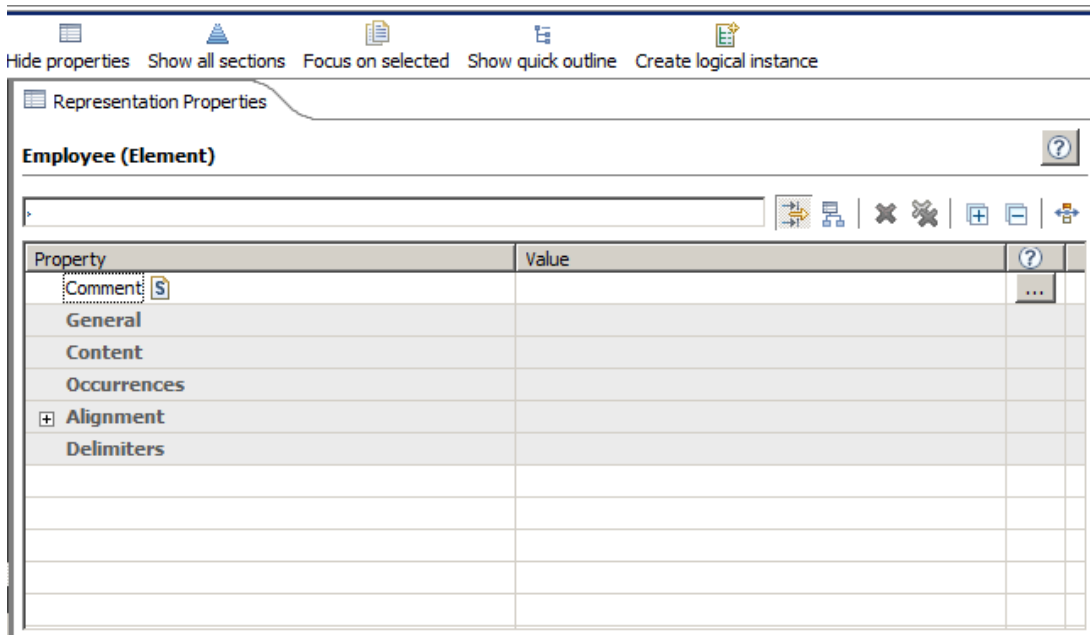 Hide properties Show all sections Focus on selected Show quick outline Create logical instance
Representation Properties
Employee (Element)
Property Value
Comment S ...
General
Content
Occurrences
Alignment
Delimiters